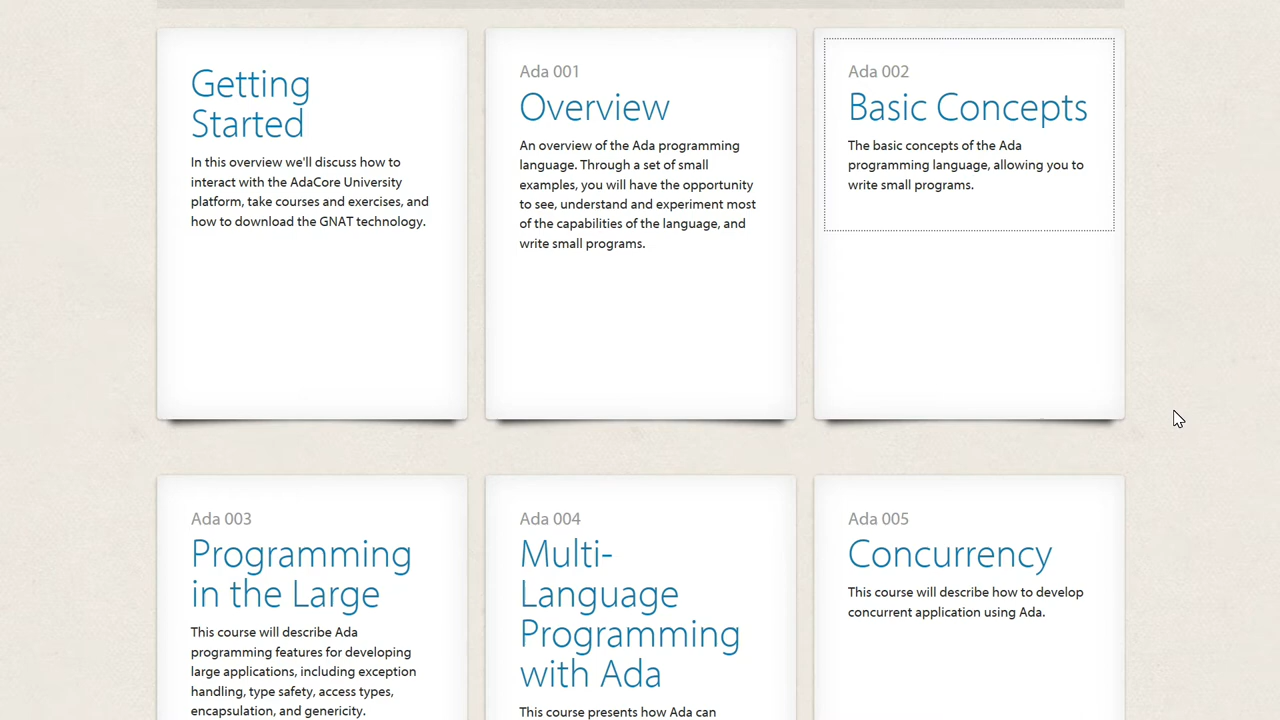 Getting
Started
In this overview we'll discuss how to
interact with the AdaCore University
platform, take courses and exercises, and
how to download the GNAT technology.
Ada 001
Overview
An overview of the Ada programming
language. Through a set of small
examples, you will have the opportunity
to see, understand and experiment most
of the capabilities of the language, and
write small programs.
Ada 002
Basic Concepts
The basic concepts of the Ada
programming language, allowing you to
write small programs.
Ada 003
Programming
in the Large
This course will describe Ada
programming features for developing
large applications, including exception
handling, type safety, access types,
encapsulation, and genericity.
Ada 004
Multi-
Language
Programming
with Ada
This course presents how Ada can
Ada 005
Concurrency
This course will describe how to develop
concurrent application using Ada.